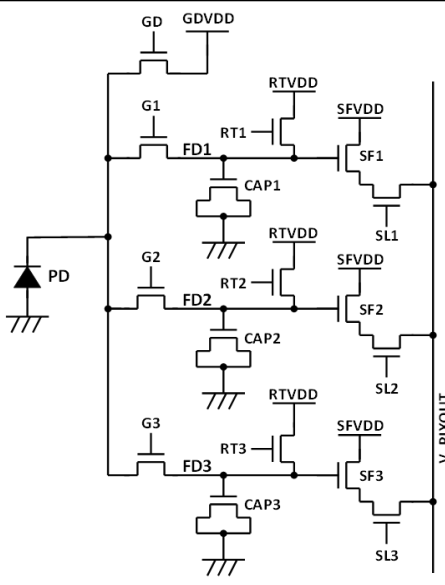 GD
GDVDD
G1
RTVDD
SFVDD
RT1
FD1
SF1
CAP1
SL1
G2
RTVDD
SFVDD
RT2
PD
FD2
SF2
CAP2
SL2
G3
RTVDD
SFVDD
V_PIXOUT
RT3
FD3
SF3
CAP3
SL3